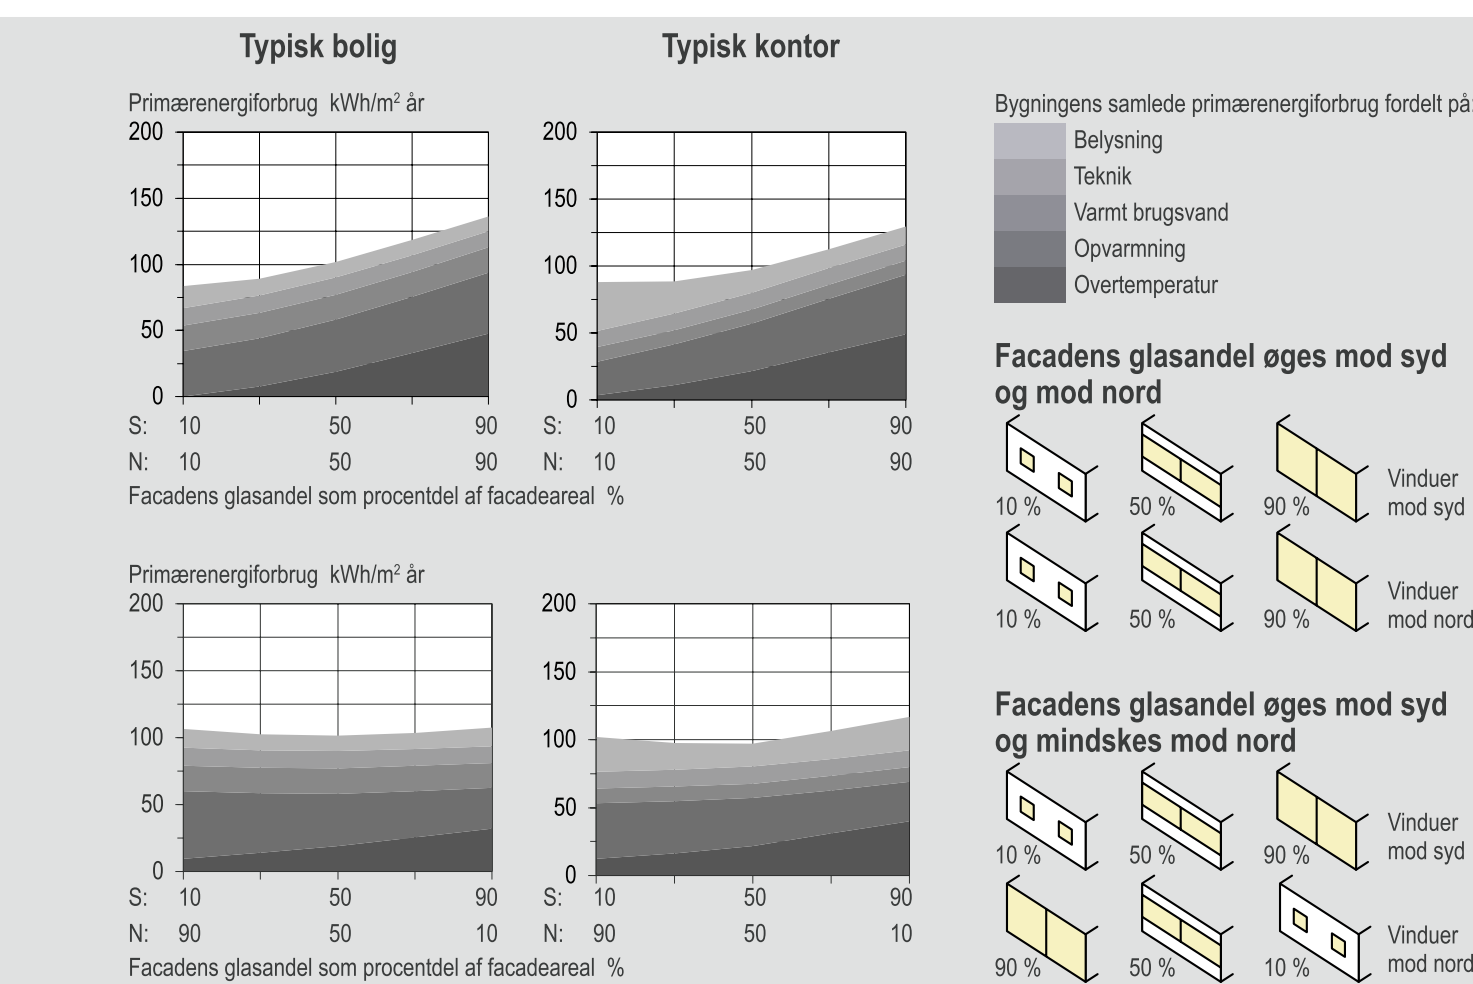 Typisk bolig
Typisk kontor
Primærenergiforbrug kWh/m² år
200
150
100
50
0
S: 10 50 90
N: 10 50 90
200
150
100
50
0
S: 10 50 90
N: 10 50 90
Facadens glasandel som procentdel af facadeareal %
Primærenergiforbrug kWh/m² år
200
150
100
50
0
S: 10 50 90
N: 90 50 10
200
150
100
50
0
S: 10 50 90
N: 90 50 10
Facadens glasandel som procentdel af facadeareal %
Bygningens samlede primærenergiforbrug fordelt på:
Belysning
Teknik
Varmt brugsvand
Opvarmning
Overtemperatur
Facadens glasandel øges mod syd
og mod nord
10 % 50 % 90 %
Vinduer
mod syd
10 % 50 % 90 %
Vinduer
mod nord
Facadens glasandel øges mod syd
og mindskes mod nord
10 % 50 % 90 %
Vinduer
mod syd
90 % 50 % 10 %
Vinduer
mod nord